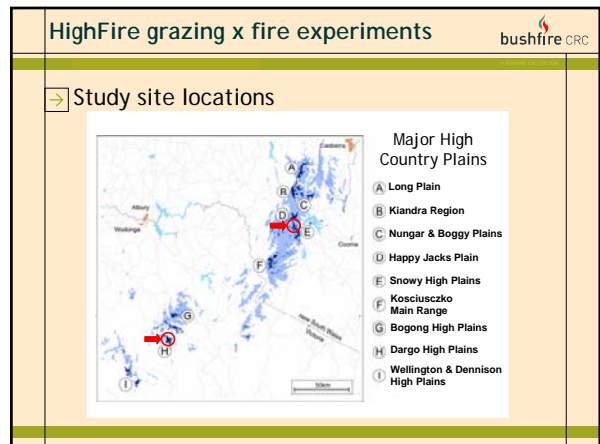 HighFire grazing x fire experiments
bushfire CRC
→ Study site locations
Major High
Country Plains
A Long Plain
B Kiandra Region
C Nungar & Boggy Plains
D Happy Jacks Plain
E Snowy High Plains
F Kosciusczko
Main Range
G Bogong High Plains
H Dargo High Plains
I Wellington & Dennison
High Plains
Canberra
A
B
C
Albury
D
Wodonga
E
Cooma
F
New South Wales
Victoria
G
H
I
50km